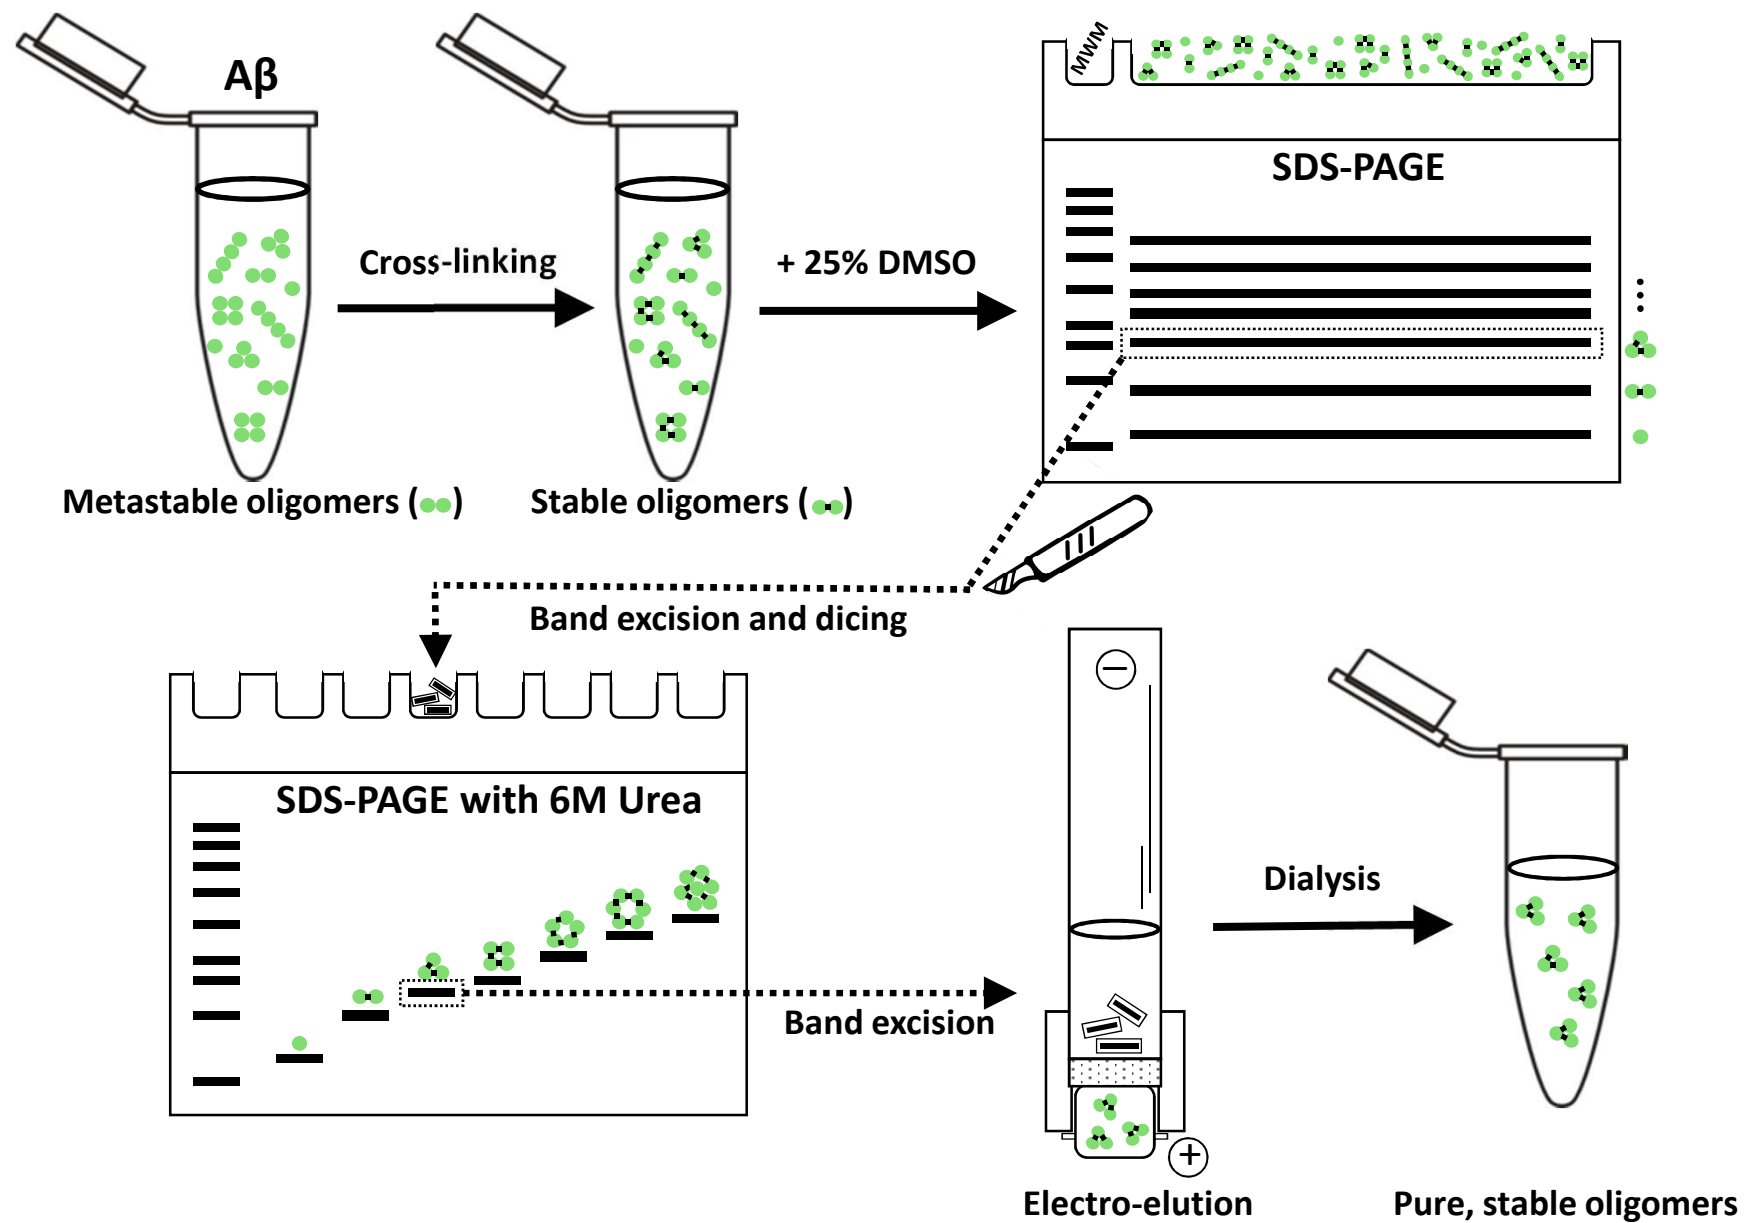 Aβ
MWM
SDS-PAGE
Cross-linking
+ 25% DMSO
Metastable oligomers ( )
Stable oligomers ( )
Band excision and dicing
SDS-PAGE with 6M Urea
−
Dialysis
Band excision
+
Electro-elution
Pure, stable oligomers